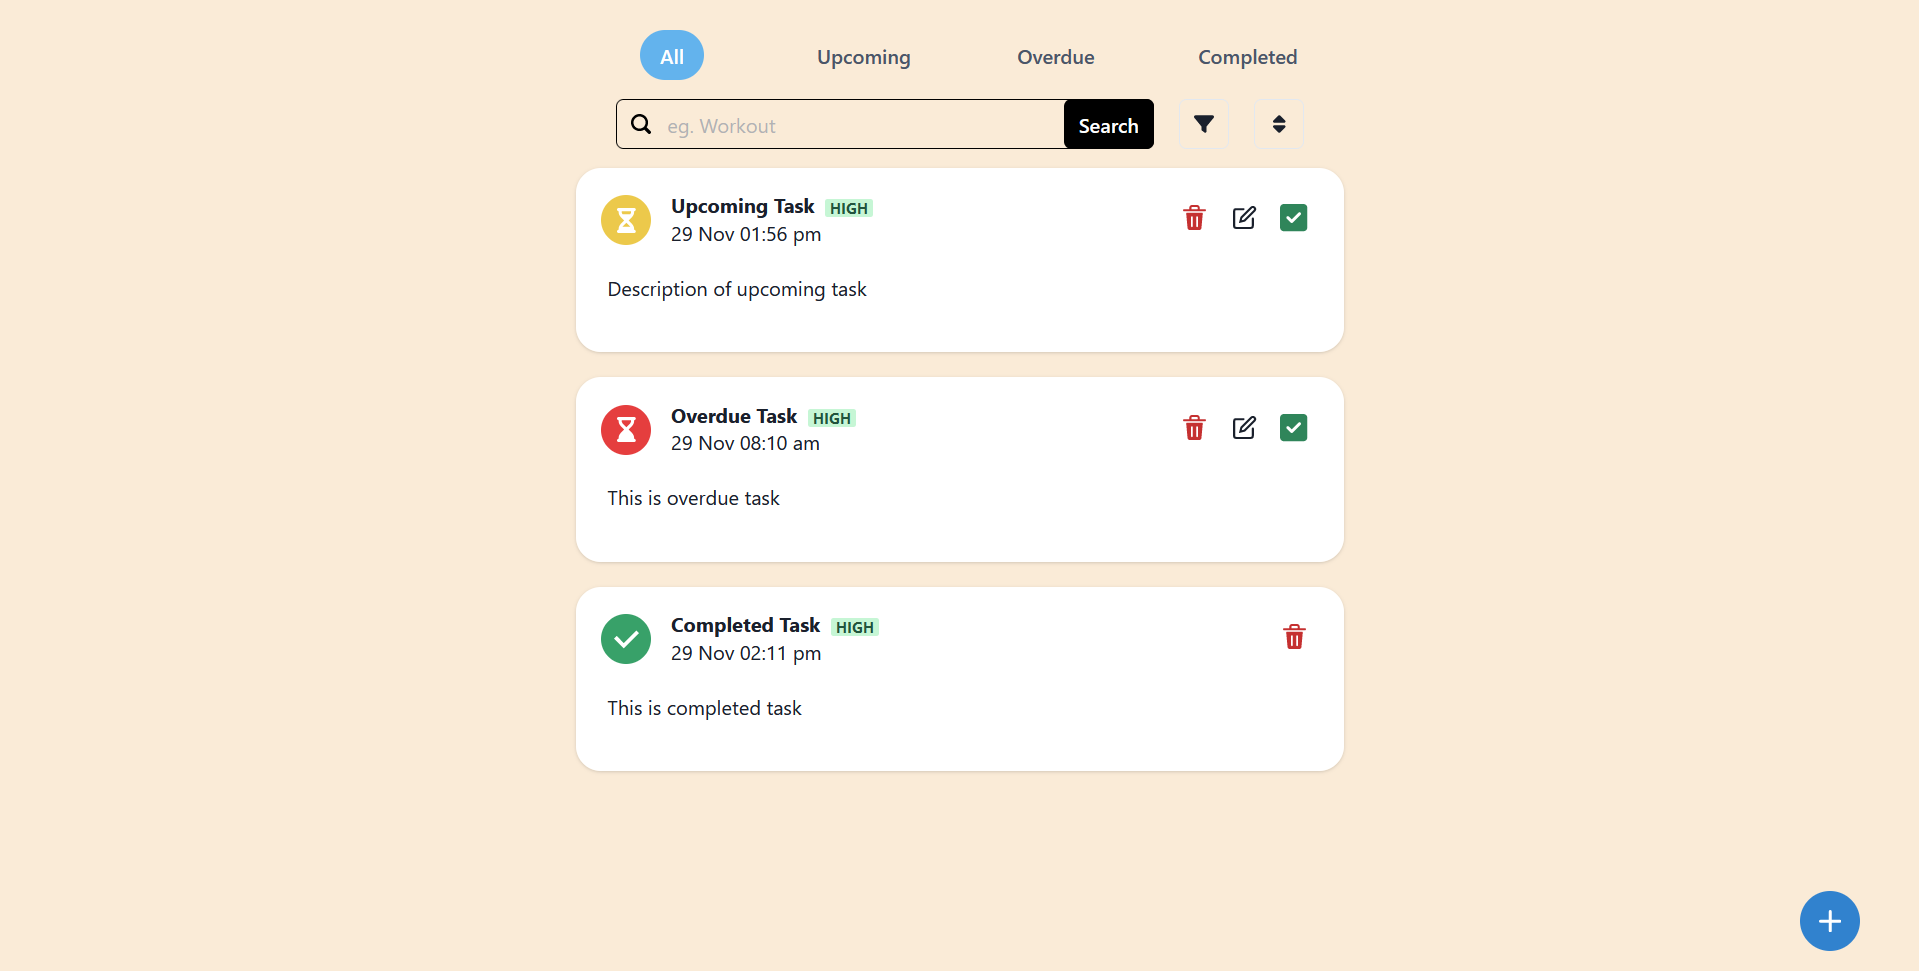 All Upcoming Overdue Completed
eg. Workout Search
Upcoming Task HIGH
29 Nov 01:56 pm
Description of upcoming task
Overdue Task HIGH
29 Nov 08:10 am
This is overdue task
Completed Task HIGH
29 Nov 02:11 pm
This is completed task